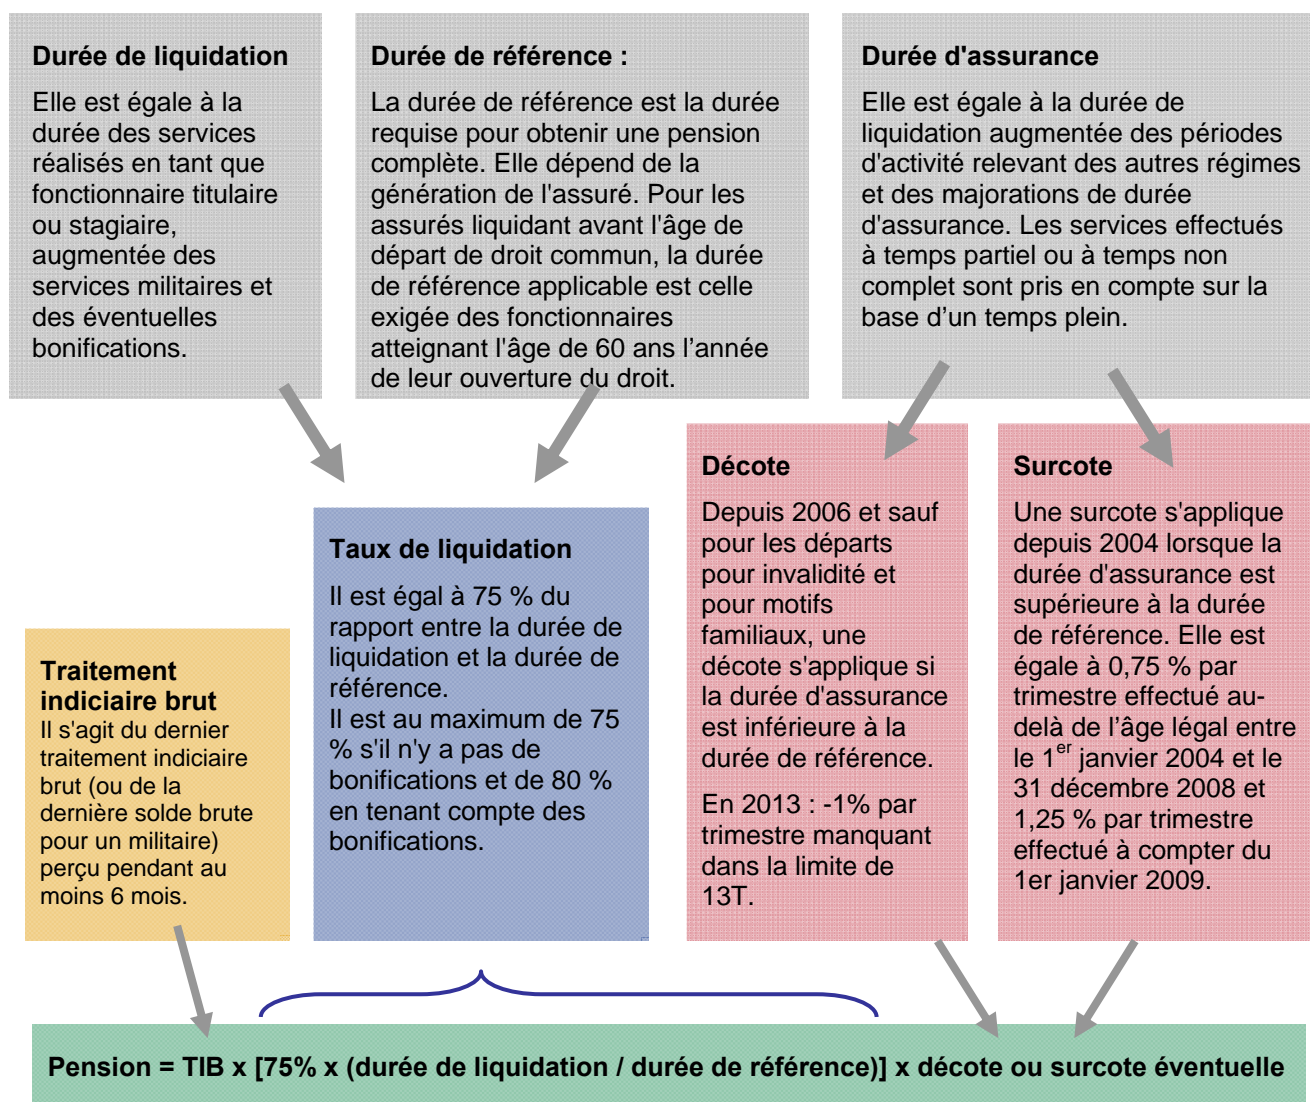 Durée de liquidation
Elle est égale à la
durée des services
réalisés en tant que
fonctionnaire titulaire
ou stagiaire,
augmentée des
services militaires et
des éventuelles
bonifications.
Durée de référence :
La durée de référence est la durée
requise pour obtenir une pension
complète. Elle dépend de la
génération de l'assuré. Pour les
assurés liquidant avant l'âge de
départ de droit commun, la durée
de référence applicable est celle
exigée des fonctionnaires
atteignant l'âge de 60 ans l’année
de leur ouverture du droit.
Durée d'assurance
Elle est égale à la durée de
liquidation augmentée des périodes
d'activité relevant des autres régimes
et des majorations de durée
d'assurance. Les services effectués
à temps partiel ou à temps non
complet sont pris en compte sur la
base d’un temps plein.
Traitement
indiciaire brut
Il s'agit du dernier
traitement indiciaire
brut (ou de la
dernière solde brute
pour un militaire)
perçu pendant au
moins 6 mois.
Taux de liquidation
Il est égal à 75 % du
rapport entre la durée de
liquidation et la durée de
référence.
Il est au maximum de 75
% s'il n'y a pas de
bonifications et de 80 %
en tenant compte des
bonifications.
Décote
Depuis 2006 et sauf
pour les départs
pour invalidité et
pour motifs
familiaux, une
décote s'applique si
la durée d'assurance
est inférieure à la
durée de référence.
En 2013 : -1% par
trimestre manquant
dans la limite de
13T.
Surcote
Une surcote s'applique
depuis 2004 lorsque la
durée d'assurance est
supérieure à la durée
de référence. Elle est
égale à 0,75 % par
trimestre effectué au-
delà de l’âge légal entre
le 1er janvier 2004 et le
31 décembre 2008 et
1,25 % par trimestre
effectué à compter du
1er janvier 2009.
Pension = TIB x [75% x (durée de liquidation / durée de référence)] x décote ou surcote éventuelle